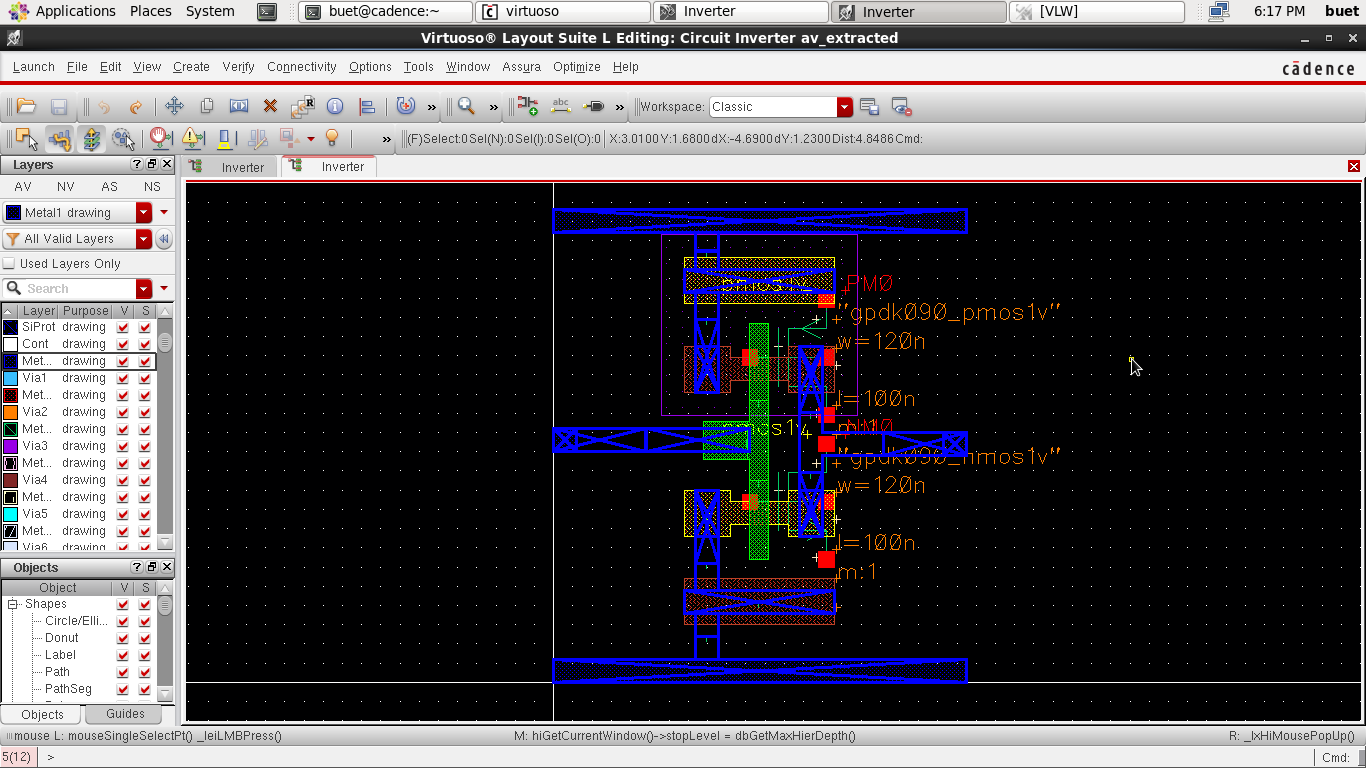 Applications Places System buet@cadence:~ virtuoso Inverter Inverter [VLW] 6:17 PM buet
Virtuoso® Layout Suite L Editing: Circuit Inverter av_extracted
Launch File Edit View Create Verify Connectivity Options Tools Window Assura Optimize Help
cādence
Workspace: Classic
(F)Select:0 Sel(N):0 Sel(I):0 Sel(O):0 X:3.0100 Y:1.6800 dX:-4.6900 dY:1.2300 Dist:4.8486 Cmd:
Layers
AV NV AS NS
Metal1 drawing
All Valid Layers
Used Layers Only
Search
Layer Purpose V S
SiProt drawing
Cont drawing
Met... drawing
Via1 drawing
Met... drawing
Via2 drawing
Met... drawing
Via3 drawing
Met... drawing
Via4 drawing
Met... drawing
Via5 drawing
Met... drawing
Via6 drawing
Objects
Object V S
Shapes
Circle/Elli...
Donut
Label
Path
PathSeg
Objects Guides
Inverter Inverter
PM0
"gpdk090_pmos1v"
w=120n
l=100n
NM0
"gpdk090_nmos1v"
w=120n
l=100n
m:1
mouse L: mouseSingleSelectPt() _leiLMBPress() M: hiGetCurrentWindow()->stopLevel = dbGetMaxHierDepth() R: _lxHiMousePopUp()
5(12) > Cmd: